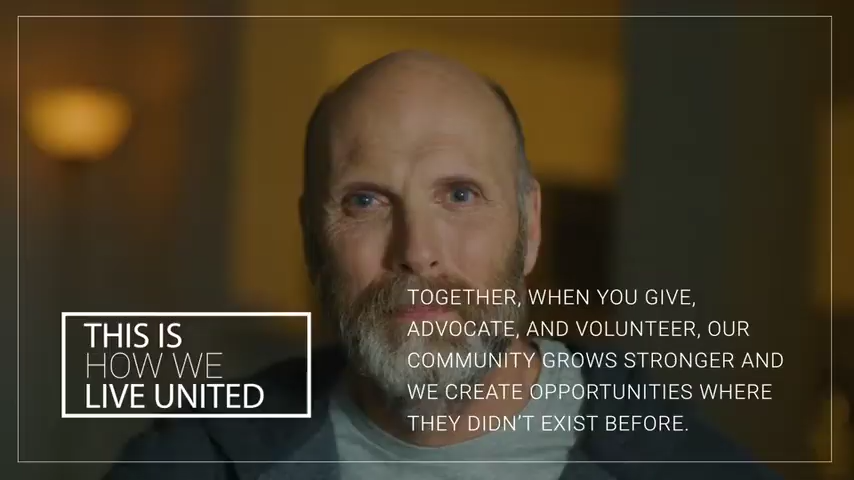 THIS IS
HOW WE
LIVE UNITED
TOGETHER, WHEN YOU GIVE,
ADVOCATE, AND VOLUNTEER, OUR
COMMUNITY GROWS STRONGER AND
WE CREATE OPPORTUNITIES WHERE
THEY DIDN'T EXIST BEFORE.